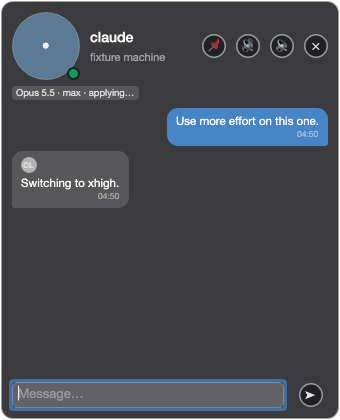 claude
fixture machine
Opus 5.5 · max · applying…
Use more effort on this one.
04:50
CL
Switching to xhigh.
04:50
Message…